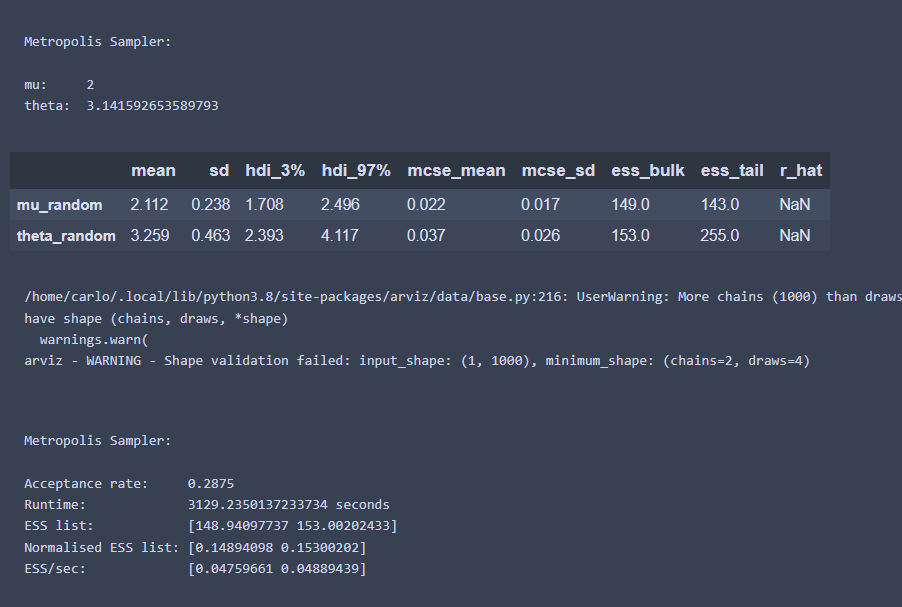 Metropolis Sampler:
mu: 2
theta: 3.141592653589793
mean sd hdi_3% hdi_97% mcse_mean mcse_sd ess_bulk ess_tail r_hat
mu_random 2.112 0.238 1.708 2.496 0.022 0.017 149.0 143.0 NaN
theta_random 3.259 0.463 2.393 4.117 0.037 0.026 153.0 255.0 NaN
/home/carlo/.local/lib/python3.8/site-packages/arviz/data/base.py:216: UserWarning: More chains (1000) than draws
have shape (chains, draws, *shape)
warnings.warn(
arviz - WARNING - Shape validation failed: input_shape: (1, 1000), minimum_shape: (chains=2, draws=4)
Metropolis Sampler:
Acceptance rate: 0.2875
Runtime: 3129.2350137233734 seconds
ESS list: [148.94097737 153.00202433]
Normalised ESS list: [0.14894098 0.15300202]
ESS/sec: [0.04759661 0.04889439]